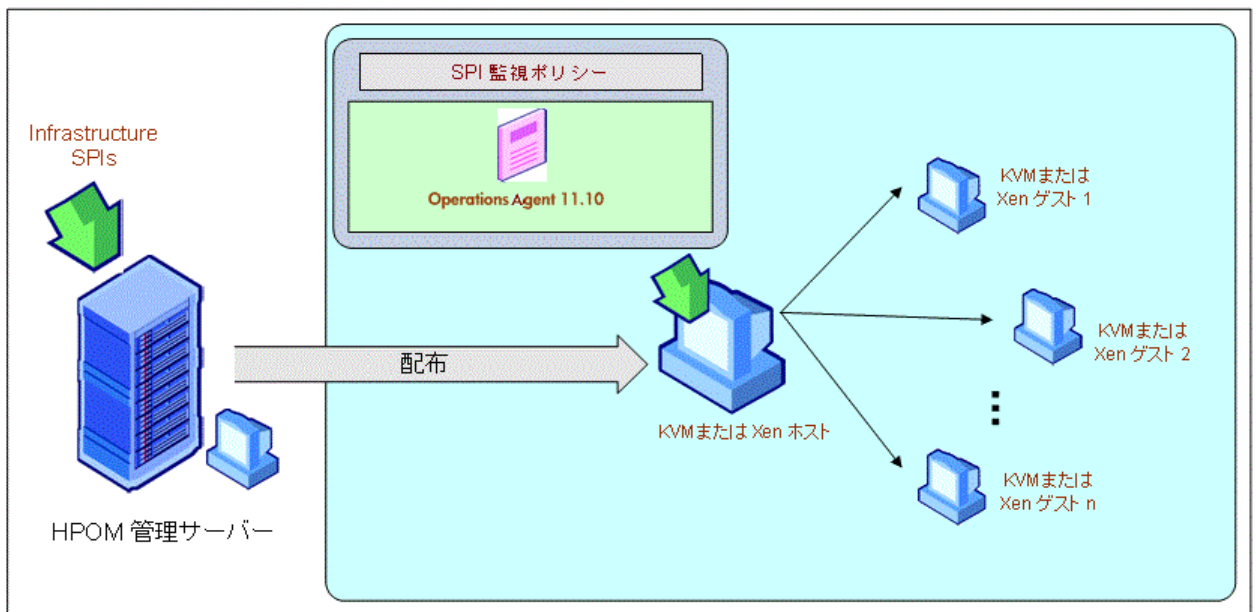 SPI 監視ポリシー
Operations Agent 11.10
Infrastructure
SPIs
KVMまたは
Xen ゲスト 1
KVMまたは
Xen ゲスト 2
配布
KVMまたは Xen ホスト
KVMまたは
Xen ゲスト n
HPOM 管理サーバー